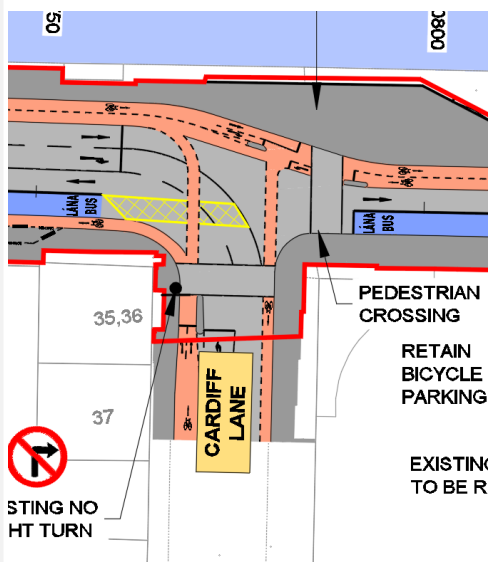 50
0800
LÁNA
BUS
LÁNA
BUS
PEDESTRIAN
CROSSING
35,36
RETAIN
BICYCLE
PARKING
CARDIFF
LANE
37
EXISTING
TO BE R
STING NO
HT TURN